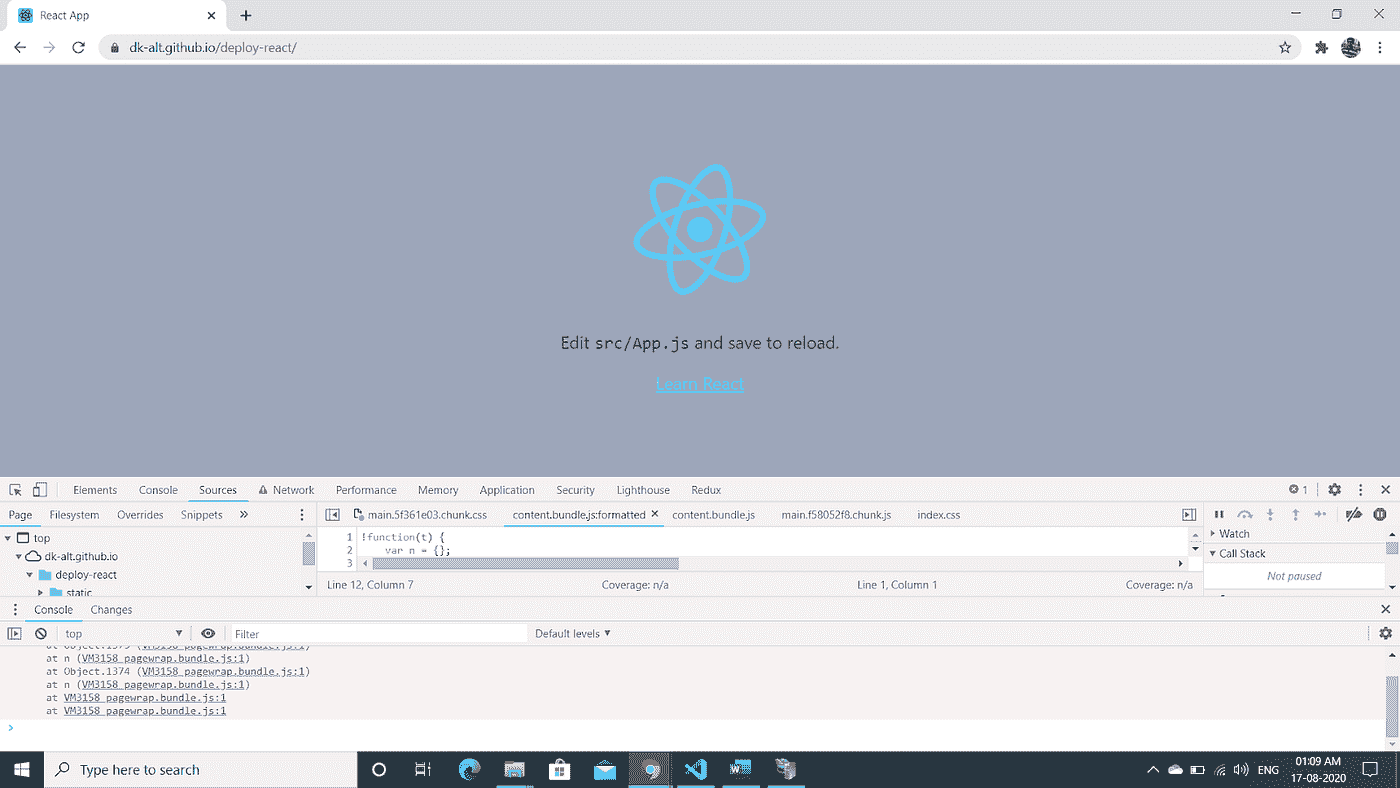 React App
dk-alt.github.io/deploy-react/
Edit src/App.js and save to reload.
Learn React
Elements Console Sources Network Performance Memory Application Security Lighthouse Redux 1
Page Filesystem Overrides Snippets
main.5f361e03.chunk.css content.bundle.js:formatted content.bundle.js main.f58052f8.chunk.js index.css
top
dk-alt.github.io
deploy-react
static
1 !function(t) {
2 var n = {};
3
Line 12, Column 7 Coverage: n/a Line 1, Column 1 Coverage: n/a
Watch
Call Stack
Not paused
Console Changes
top Filter Default levels
at Object.1379 (VM3158 pagewrap.bundle.js:1)
at n (VM3158 pagewrap.bundle.js:1)
at Object.1374 (VM3158 pagewrap.bundle.js:1)
at n (VM3158 pagewrap.bundle.js:1)
at VM3158 pagewrap.bundle.js:1
at VM3158 pagewrap.bundle.js:1
>
Type here to search
ENG
01:09 AM
17-08-2020